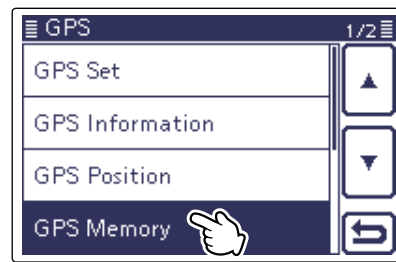 GPS
1/2
GPS Set
GPS Information
GPS Position
GPS Memory